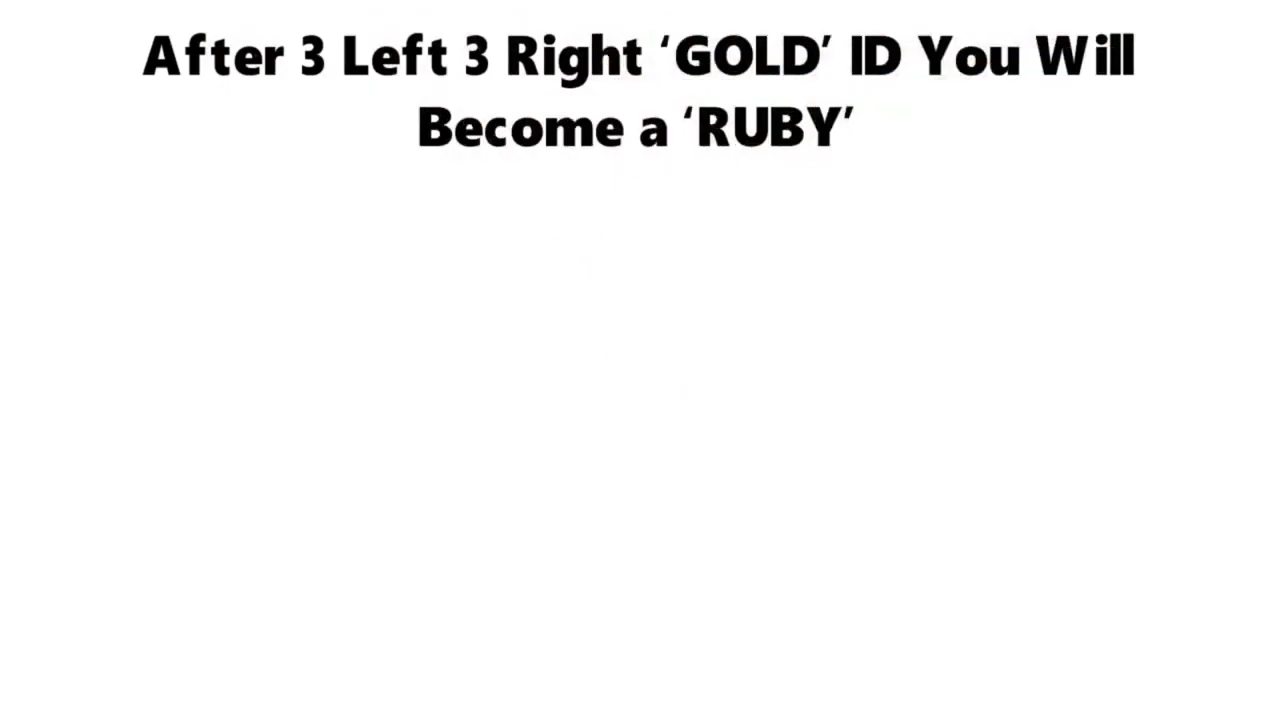 After 3 Left 3 Right ‘GOLD’ ID You Will
Become a ‘RUBY’